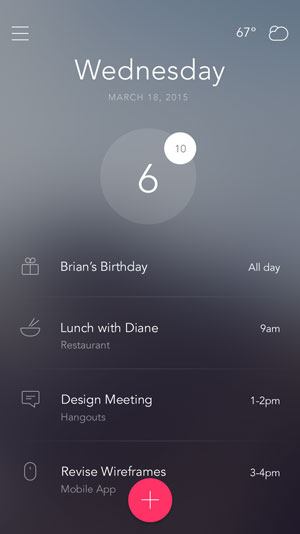 67°
Wednesday
MARCH 18, 2015
10
6
Brian's Birthday All day
Lunch with Diane 9am
Restaurant
Design Meeting 1-2pm
Hangouts
Revise Wireframes 3-4pm
Mobile App